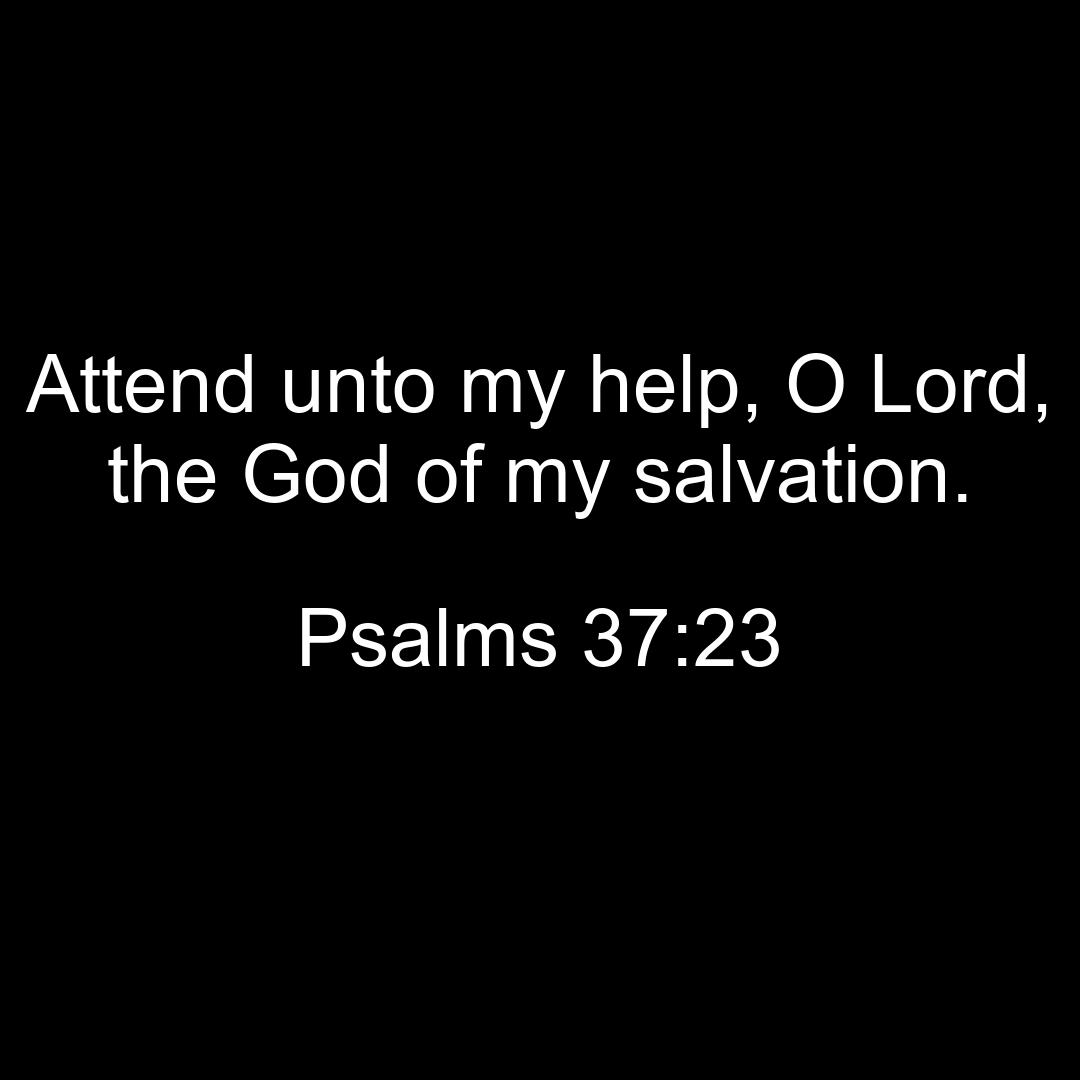 Attend unto my help, O Lord,
the God of my salvation.
Psalms 37:23